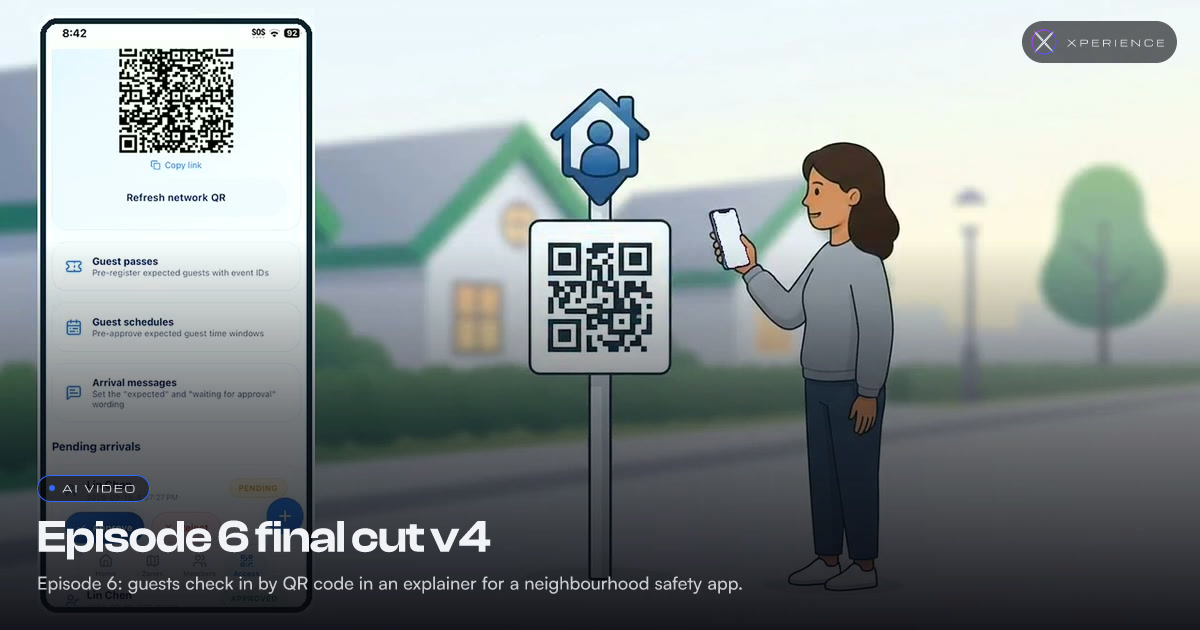 8:42
SOS
92
XPERIENCE
Copy link
Refresh network QR
Guest passes
Pre-register expected guests with event IDs
Guest schedules
Pre-approve expected guest time windows
Arrival messages
Set the "expected" and "waiting for approval"
wording
Pending arrivals
PENDING
AI VIDEO
Episode 6 final cut v4
Episode 6: guests check in by QR code in an explainer for a neighbourhood safety app.
Lin Chen
APPROVED